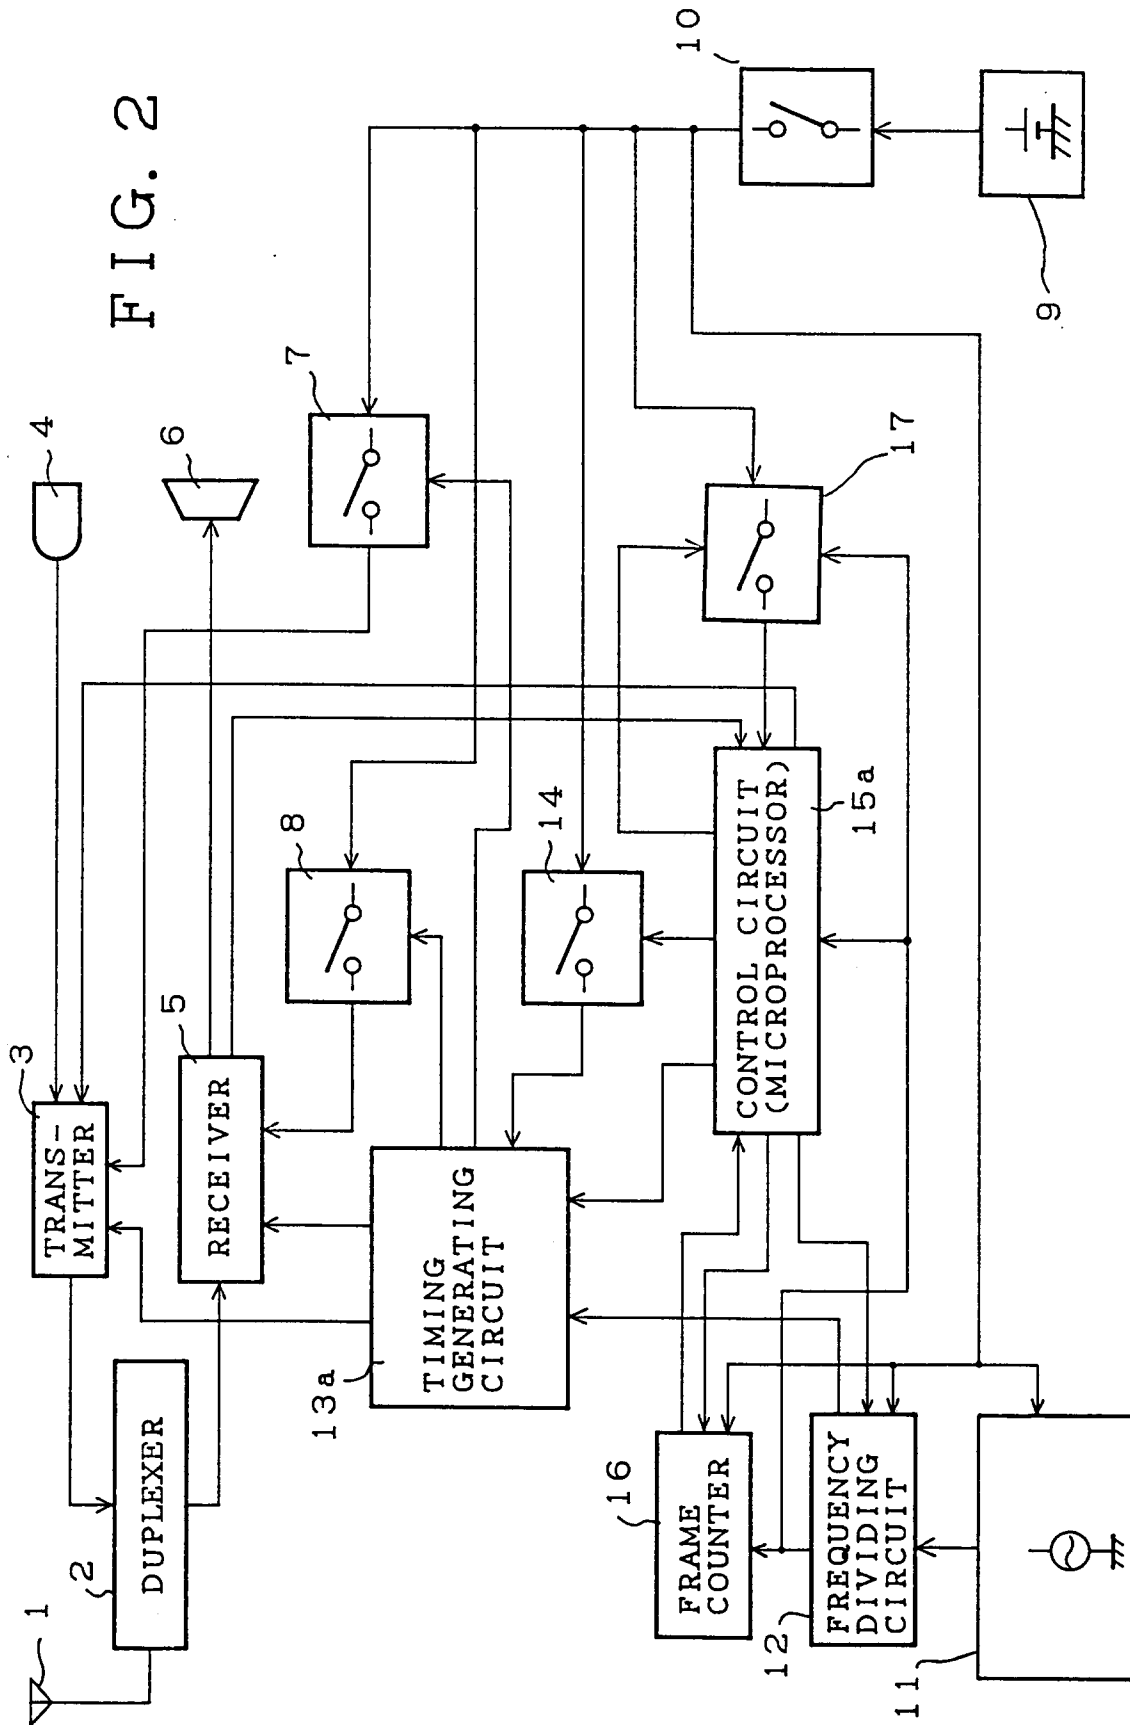 FIG. 2
1
2
DUPLEXER
3
TRANS-
MITTER
4
5
RECEIVER
6
7
8
13a
TIMING
GENERATING
CIRCUIT
14
10
9
16
FRAME
COUNTER
12
FREQUENCY
DIVIDING
CIRCUIT
11
CONTROL CIRCUIT
(MICROPROCESSOR)
15a
17